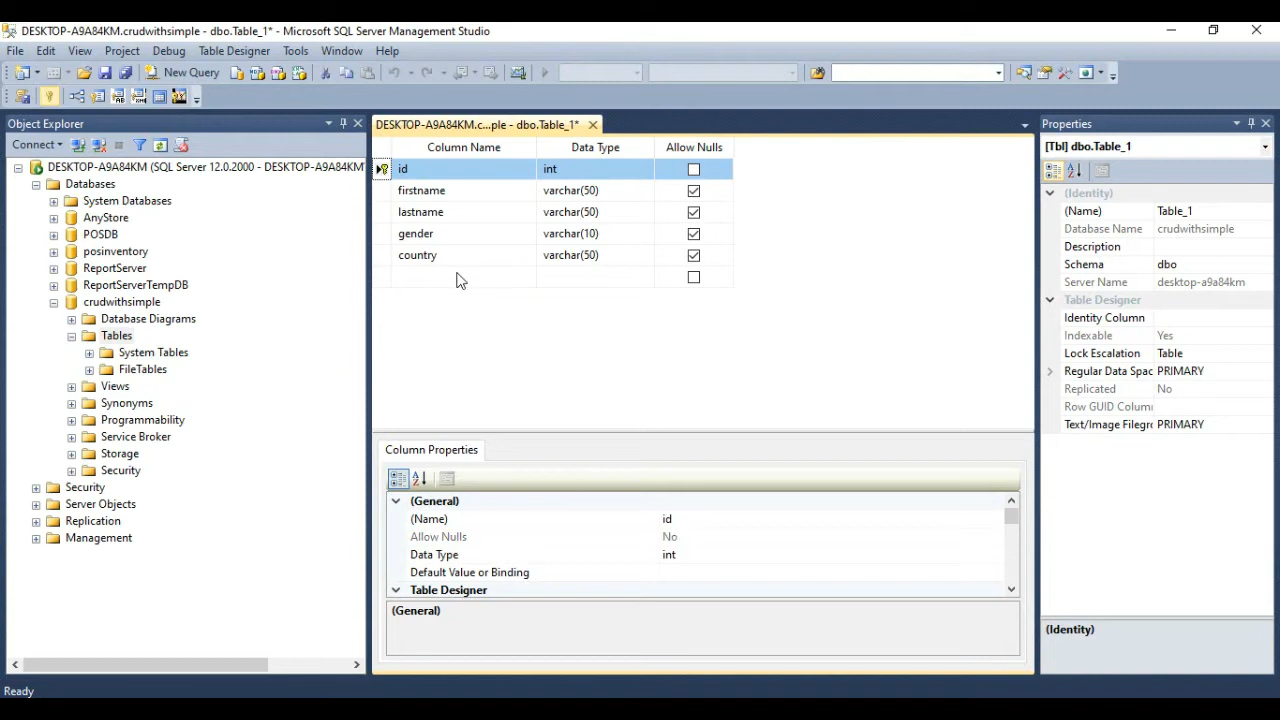 DESKTOP-A9A84KM.crudwithsimple - dbo.Table_1* - Microsoft SQL Server Management Studio
File Edit View Project Debug Table Designer Tools Window Help
New Query
Object Explorer
Connect
DESKTOP-A9A84KM (SQL Server 12.0.2000 - DESKTOP-A9A84KM\
Databases
System Databases
AnyStore
POSDB
posinventory
ReportServer
ReportServerTempDB
crudwithsimple
Database Diagrams
Tables
System Tables
FileTables
Views
Synonyms
Programmability
Service Broker
Storage
Security
Security
Server Objects
Replication
Management
DESKTOP-A9A84KM.c...ple - dbo.Table_1*
Column Name Data Type Allow Nulls
id int
firstname varchar(50)
lastname varchar(50)
gender varchar(10)
country varchar(50)
Column Properties
(General)
(Name) id
Allow Nulls No
Data Type int
Default Value or Binding
Table Designer
(General)
Properties
[Tbl] dbo.Table_1
(Identity)
(Name) Table_1
Database Name crudwithsimple
Description
Schema dbo
Server Name desktop-a9a84km
Table Designer
Identity Column
Indexable Yes
Lock Escalation Table
Regular Data Spac PRIMARY
Replicated No
Row GUID Column
Text/Image Filegro PRIMARY
(Identity)
Ready